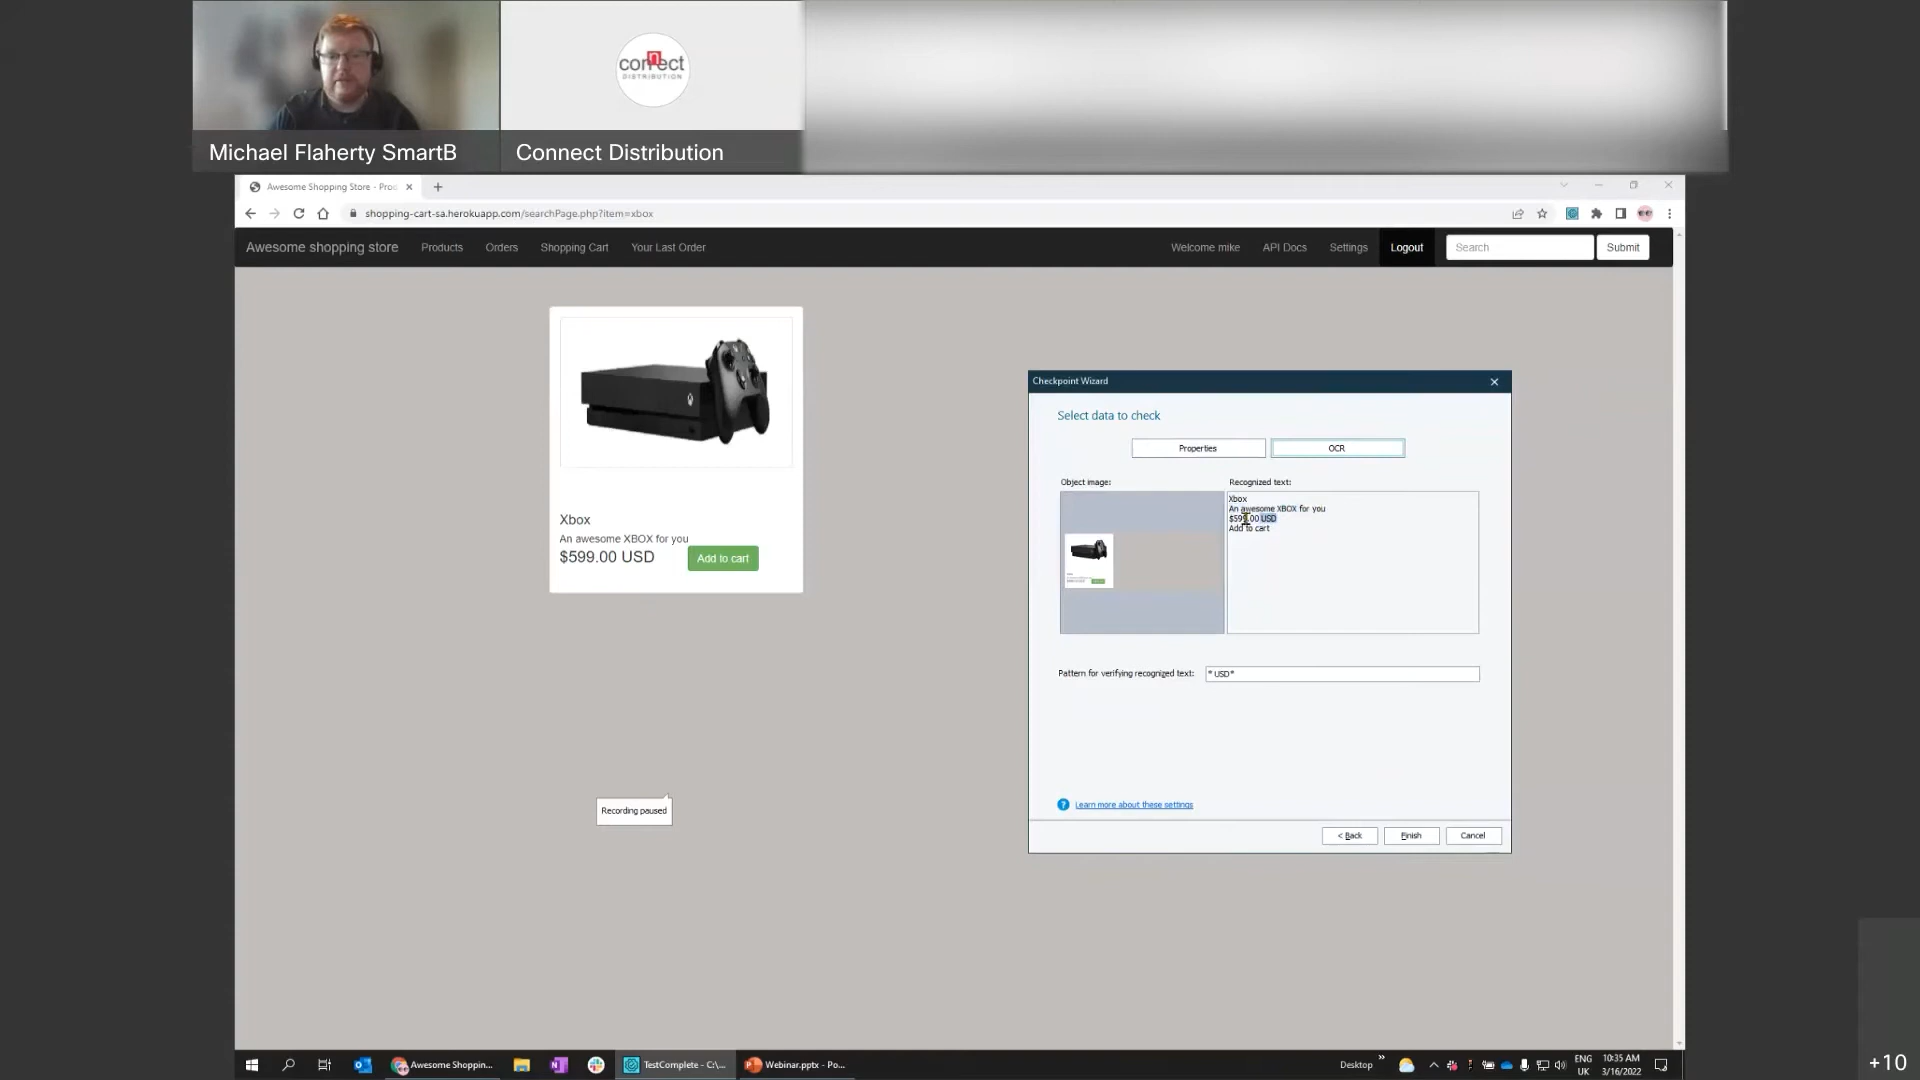 connect
DISTRIBUTION
Michael Flaherty SmartB
Connect Distribution
Awesome Shopping Store - Proc
shopping-cart-sa.herokuapp.com/searchPage.php?item=xbox
Awesome shopping store Products Orders Shopping Cart Your Last Order Welcome mike API Docs Settings Logout Search Submit
Xbox
An awesome XBOX for you
$599.00 USD Add to cart
Recording paused
Checkpoint Wizard
Select data to check
Properties OCR
Object image: Recognized text:
Xbox
An awesome XBOX for you
$599.00 USD
Add to cart
Pattern for verifying recognized text: * USD*
Learn more about these settings
< Back Finish Cancel
Awesome Shoppin... TestComplete - C:\... Webinar.pptx - Po... Desktop ENG 10:35 AM
UK 3/16/2022
+10